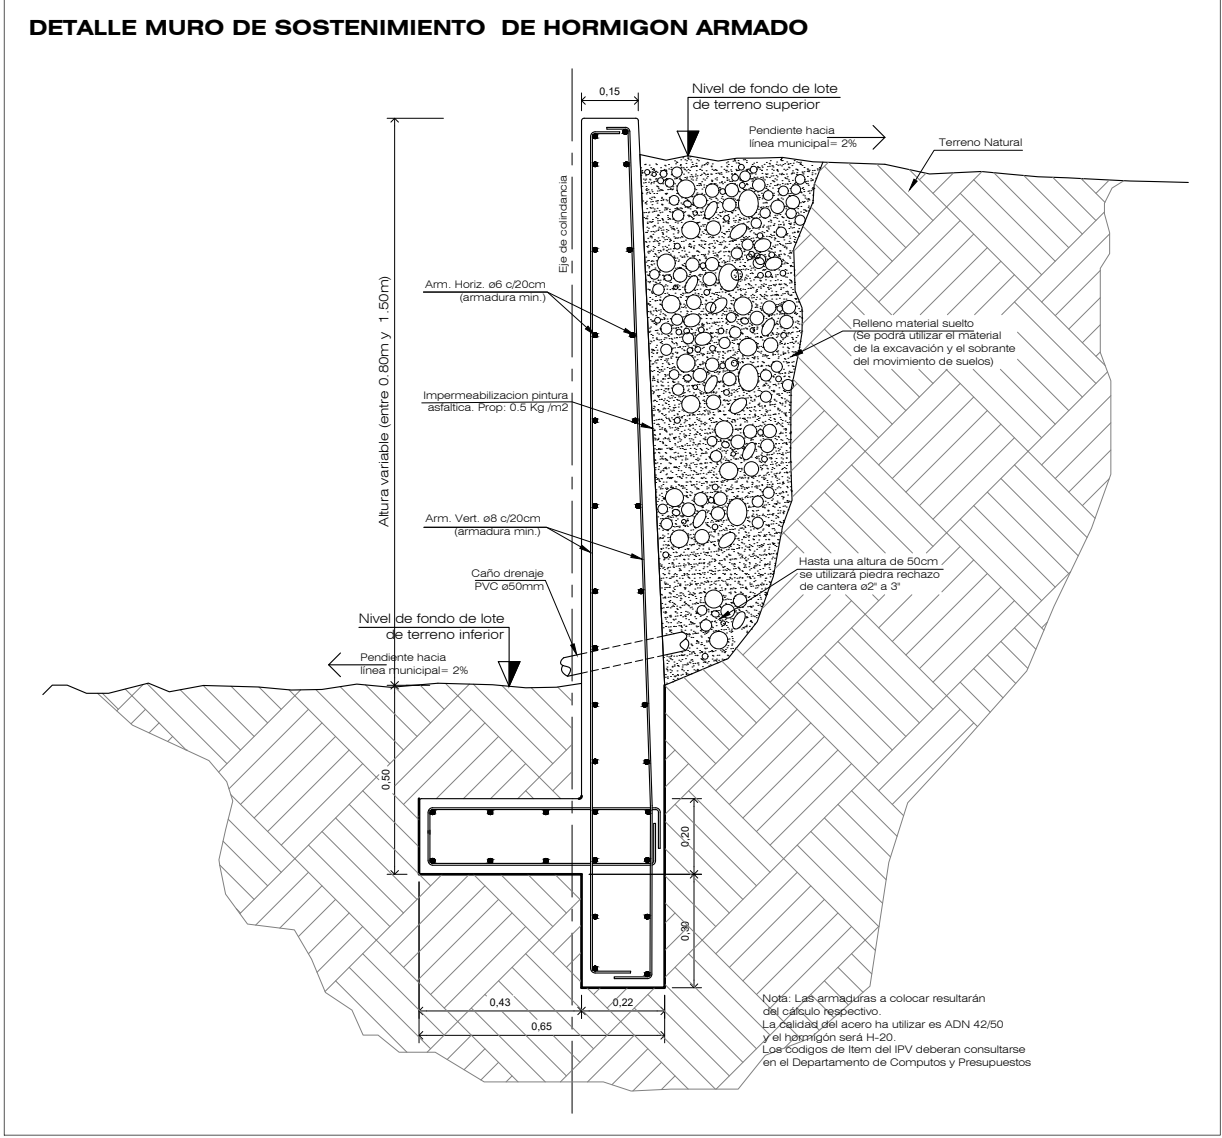 DETALLE MURO DE SOSTENIMIENTO DE HORMIGON ARMADO
0,15
Nivel de fondo de lote
de terreno superior
Pendiente hacia
línea municipal= 2%
Terreno Natural
Eje de colindancia
Altura variable (entre 0.80m y 1.50m)
Arm. Horiz. ø6 c/20cm
(armadura min.)
Relleno material suelto
(Se podrá utilizar el material
de la excavación y el sobrante
del movimiento de suelos)
Impermeabilizacion pintura
asfaltica. Prop: 0.5 Kg /m2
Arm. Vert. ø8 c/20cm
(armadura min.)
Caño drenaje
PVC ø50mm
Hasta una altura de 50cm
se utilizará piedra rechazo
de cantera ø2" a 3"
Nivel de fondo de lote
de terreno inferior
Pendiente hacia
línea municipal= 2%
0,50
0,20
0,30
0,43
0,22
0,65
Nota: Las armaduras a colocar resultarán
del cálculo respectivo.
La calidad del acero ha utilizar es ADN 42/50
y el hormigón será H-20.
Los codigos de Item del IPV deberan consultarse
en el Departamento de Computos y Presupuestos